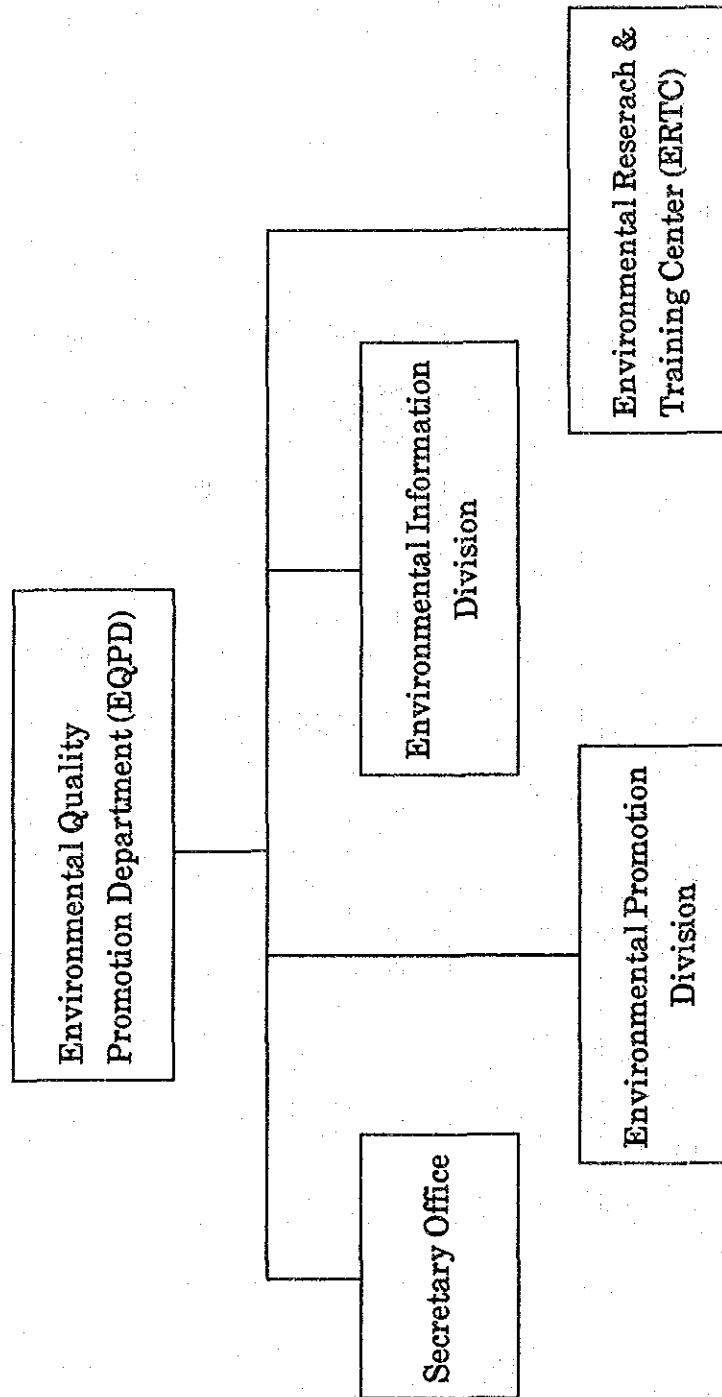 Environmental Quality
Promotion Department (EQPD)
Secretary Office
Environmental Promotion
Division
Environmental Information
Division
Environmental Reserach &
Training Center (ERTC)